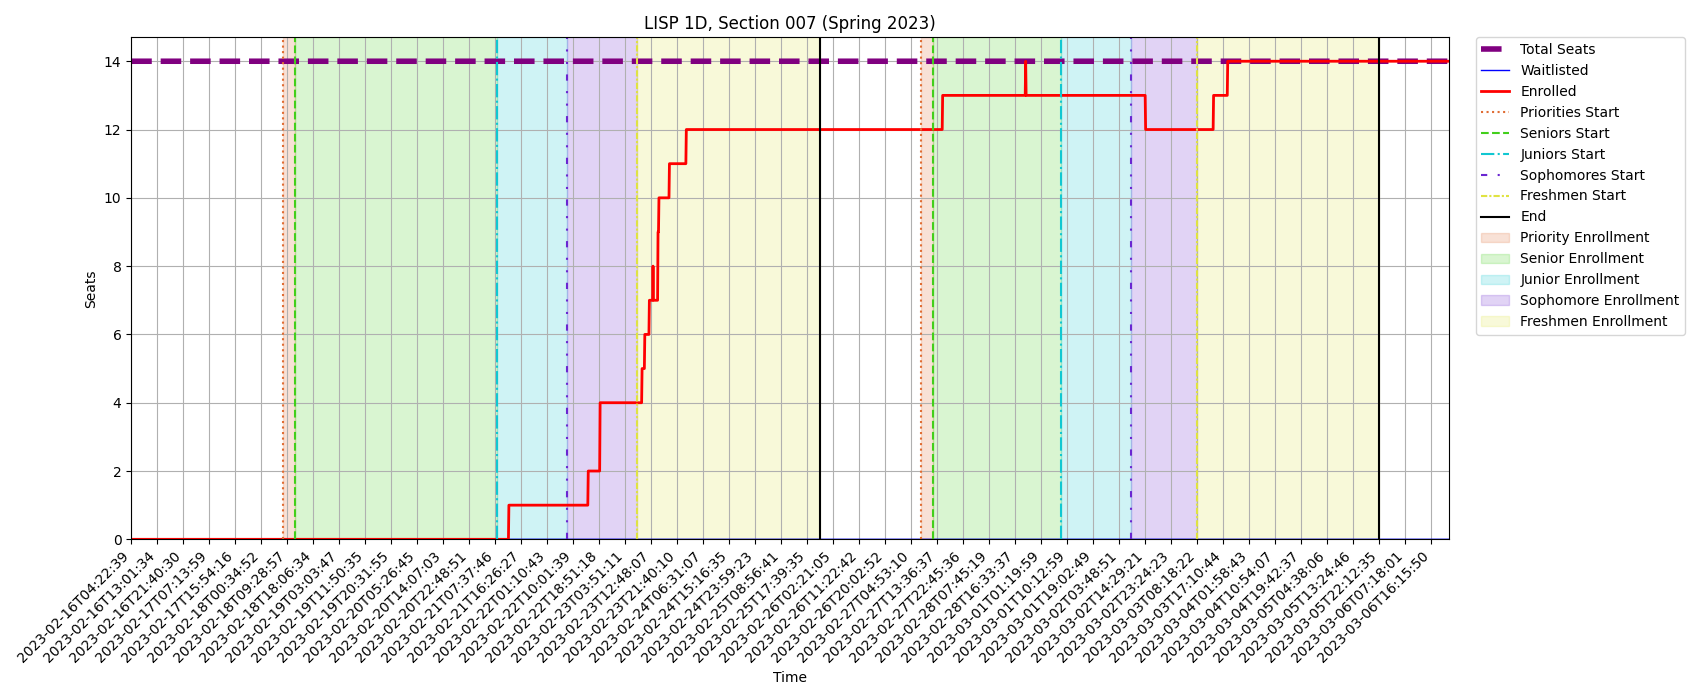 LISP 1D, Section 007 (Spring 2023)
Seats
14
12
10
8
6
4
2
0
2023-02-16T04:22:39
2023-02-16T13:01:34
2023-02-16T21:40:30
2023-02-17T07:13:59
2023-02-17T15:54:16
2023-02-18T00:34:52
2023-02-18T09:28:57
2023-02-18T18:06:34
2023-02-19T03:03:47
2023-02-19T11:50:35
2023-02-19T20:31:55
2023-02-20T05:26:45
2023-02-20T14:07:03
2023-02-20T22:48:51
2023-02-21T07:37:46
2023-02-21T16:26:27
2023-02-22T01:10:43
2023-02-22T10:01:39
2023-02-22T18:51:18
2023-02-23T03:51:11
2023-02-23T12:48:07
2023-02-23T21:40:10
2023-02-24T06:31:07
2023-02-24T15:16:35
2023-02-24T23:59:23
2023-02-25T08:56:41
2023-02-25T17:39:35
2023-02-26T02:21:05
2023-02-26T11:22:42
2023-02-26T20:02:52
2023-02-27T04:53:10
2023-02-27T13:36:37
2023-02-27T22:45:36
2023-02-28T07:45:19
2023-02-28T16:33:37
2023-03-01T01:19:59
2023-03-01T10:12:59
2023-03-01T19:02:49
2023-03-02T03:48:51
2023-03-02T14:29:21
2023-03-02T23:24:23
2023-03-03T08:18:22
2023-03-03T17:10:44
2023-03-04T01:58:43
2023-03-04T10:54:07
2023-03-04T19:42:37
2023-03-05T04:38:06
2023-03-05T13:24:46
2023-03-05T22:12:35
2023-03-06T07:18:01
2023-03-06T16:15:50
Time
Total Seats
Waitlisted
Enrolled
Priorities Start
Seniors Start
Juniors Start
Sophomores Start
Freshmen Start
End
Priority Enrollment
Senior Enrollment
Junior Enrollment
Sophomore Enrollment
Freshmen Enrollment